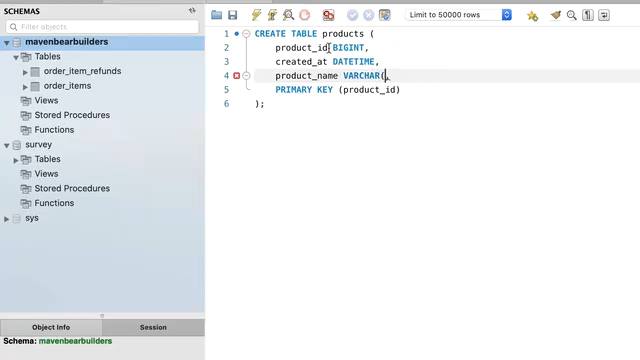 SCHEMAS
Filter objects
mavenbearbuilders
Tables
order_item_refunds
order_items
Views
Stored Procedures
Functions
survey
Tables
Views
Stored Procedures
Functions
sys
Object Info
Session
Schema: mavenbearbuilders
Limit to 50000 rows
1 CREATE TABLE products (
2 product_id BIGINT,
3 created_at DATETIME,
4 product_name VARCHAR(,
5 PRIMARY KEY (product_id)
6 );